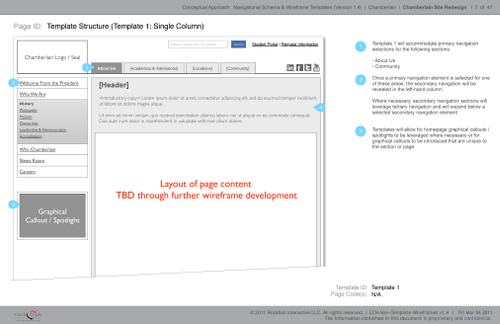 Conceptual Approach : Navigational Schema & Wireframe Templates (Version 1.4) | Chamberlain | Chamberlain Site Redesign | 7 of 47
Page ID: Template Structure (Template 1: Single Column)
Search
Student Portal | Request Information
Chamberlain Logo / Seal
1
About Us
[Academics & Admissions]
[Locations]
[Community]
2
Welcome From the President
Who We Are
History
Philosophy
Mission
Ownership
Leadership & Administration
Accreditation
Why Chamberlain
News Room
Careers
[Header]
<Introductory copy> Lorem ipsum dolor sit amet, consectetur adipisicing elit, sed do eiusmod tempor incididunt
ut labore et dolore magna aliqua.
Ut enim ad minim veniam, quis nostrud exercitation ullamco laboris nisi ut aliquip ex ea commodo consequat.
Duis aute irure dolor in reprehenderit in voluptate velit esse cillum dolore.
Layout of page content
TBD through further wireframe development
3
Graphical
Callout / Spotlight
1
Template 1 will accommodate primary navigation
selections for the following sections:
- About Us
- Community
2
Once a primary navigation element is selected for one
of these areas, the secondary navigation will be
revealed in the left-hand column.
Where necessary, secondary navigation sections will
leverage tertiary navigation and will expand below a
selected secondary navigation element.
3
Templates will allow for homepage graphical callouts /
spotlights to be leveraged where necessary or for
graphical callouts to be introduced that are unique to
the section or page.
Template ID: Template 1
Page Code(s): N/A
© 2011 Rockfish Interactive LLC. All rights reserved. | CCN-Nav+Template Wireframes v1.4 | Fri Mar 04 2011
The information contained in this document is proprietary and confidential.